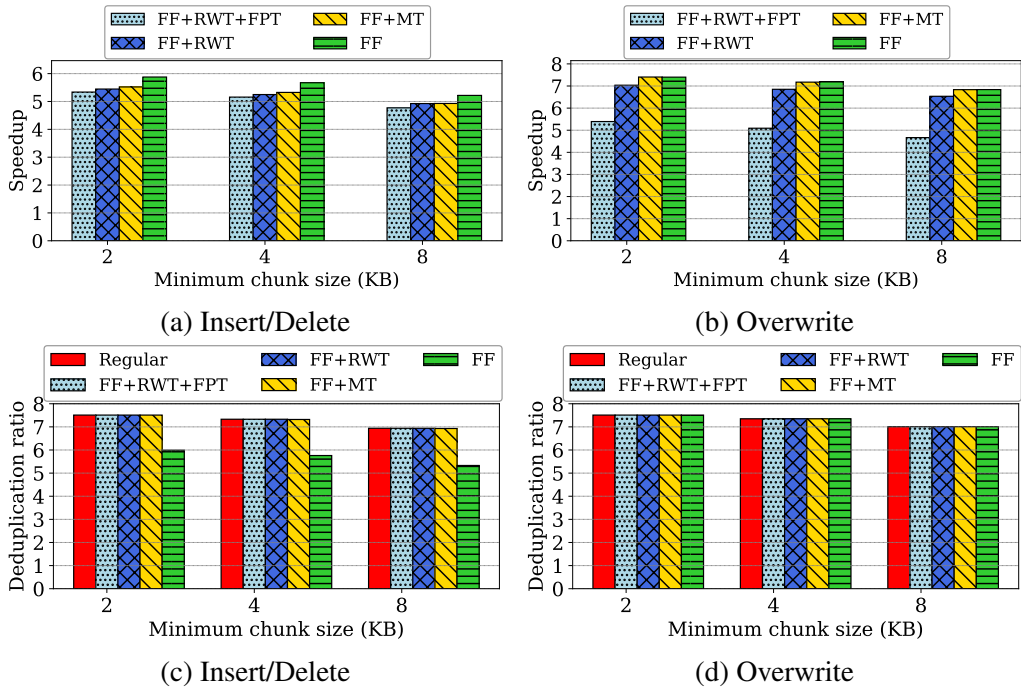 FF+RWT+FPT FF+MT
FF+RWT FF
6
5
4
3
2
1
0
Speedup
2 4 8
Minimum chunk size (KB)
(a) Insert/Delete
FF+RWT+FPT FF+MT
FF+RWT FF
8
7
6
5
4
3
2
1
0
Speedup
2 4 8
Minimum chunk size (KB)
(b) Overwrite
Regular FF+RWT FF
FF+RWT+FPT FF+MT
8
7
6
5
4
3
2
1
0
Deduplication ratio
2 4 8
Minimum chunk size (KB)
(c) Insert/Delete
Regular FF+RWT FF
FF+RWT+FPT FF+MT
8
7
6
5
4
3
2
1
0
Deduplication ratio
2 4 8
Minimum chunk size (KB)
(d) Overwrite